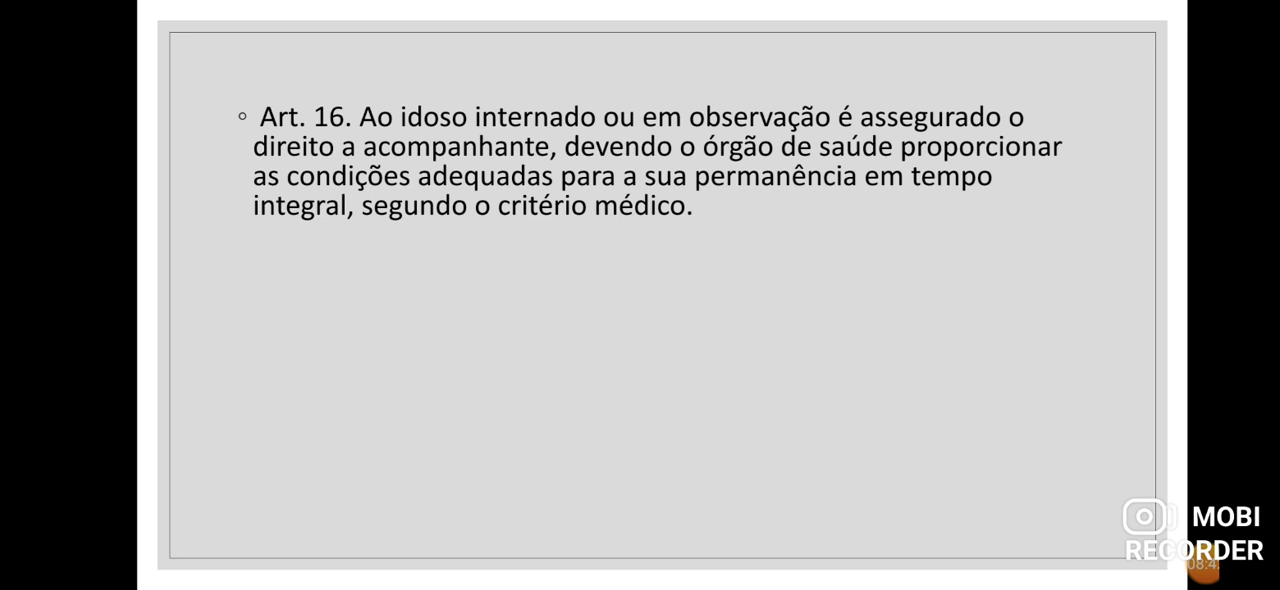 ◦ Art. 16. Ao idoso internado ou em observação é assegurado o
direito a acompanhante, devendo o órgão de saúde proporcionar
as condições adequadas para a sua permanência em tempo
integral, segundo o critério médico.
MOBI
RECORDER